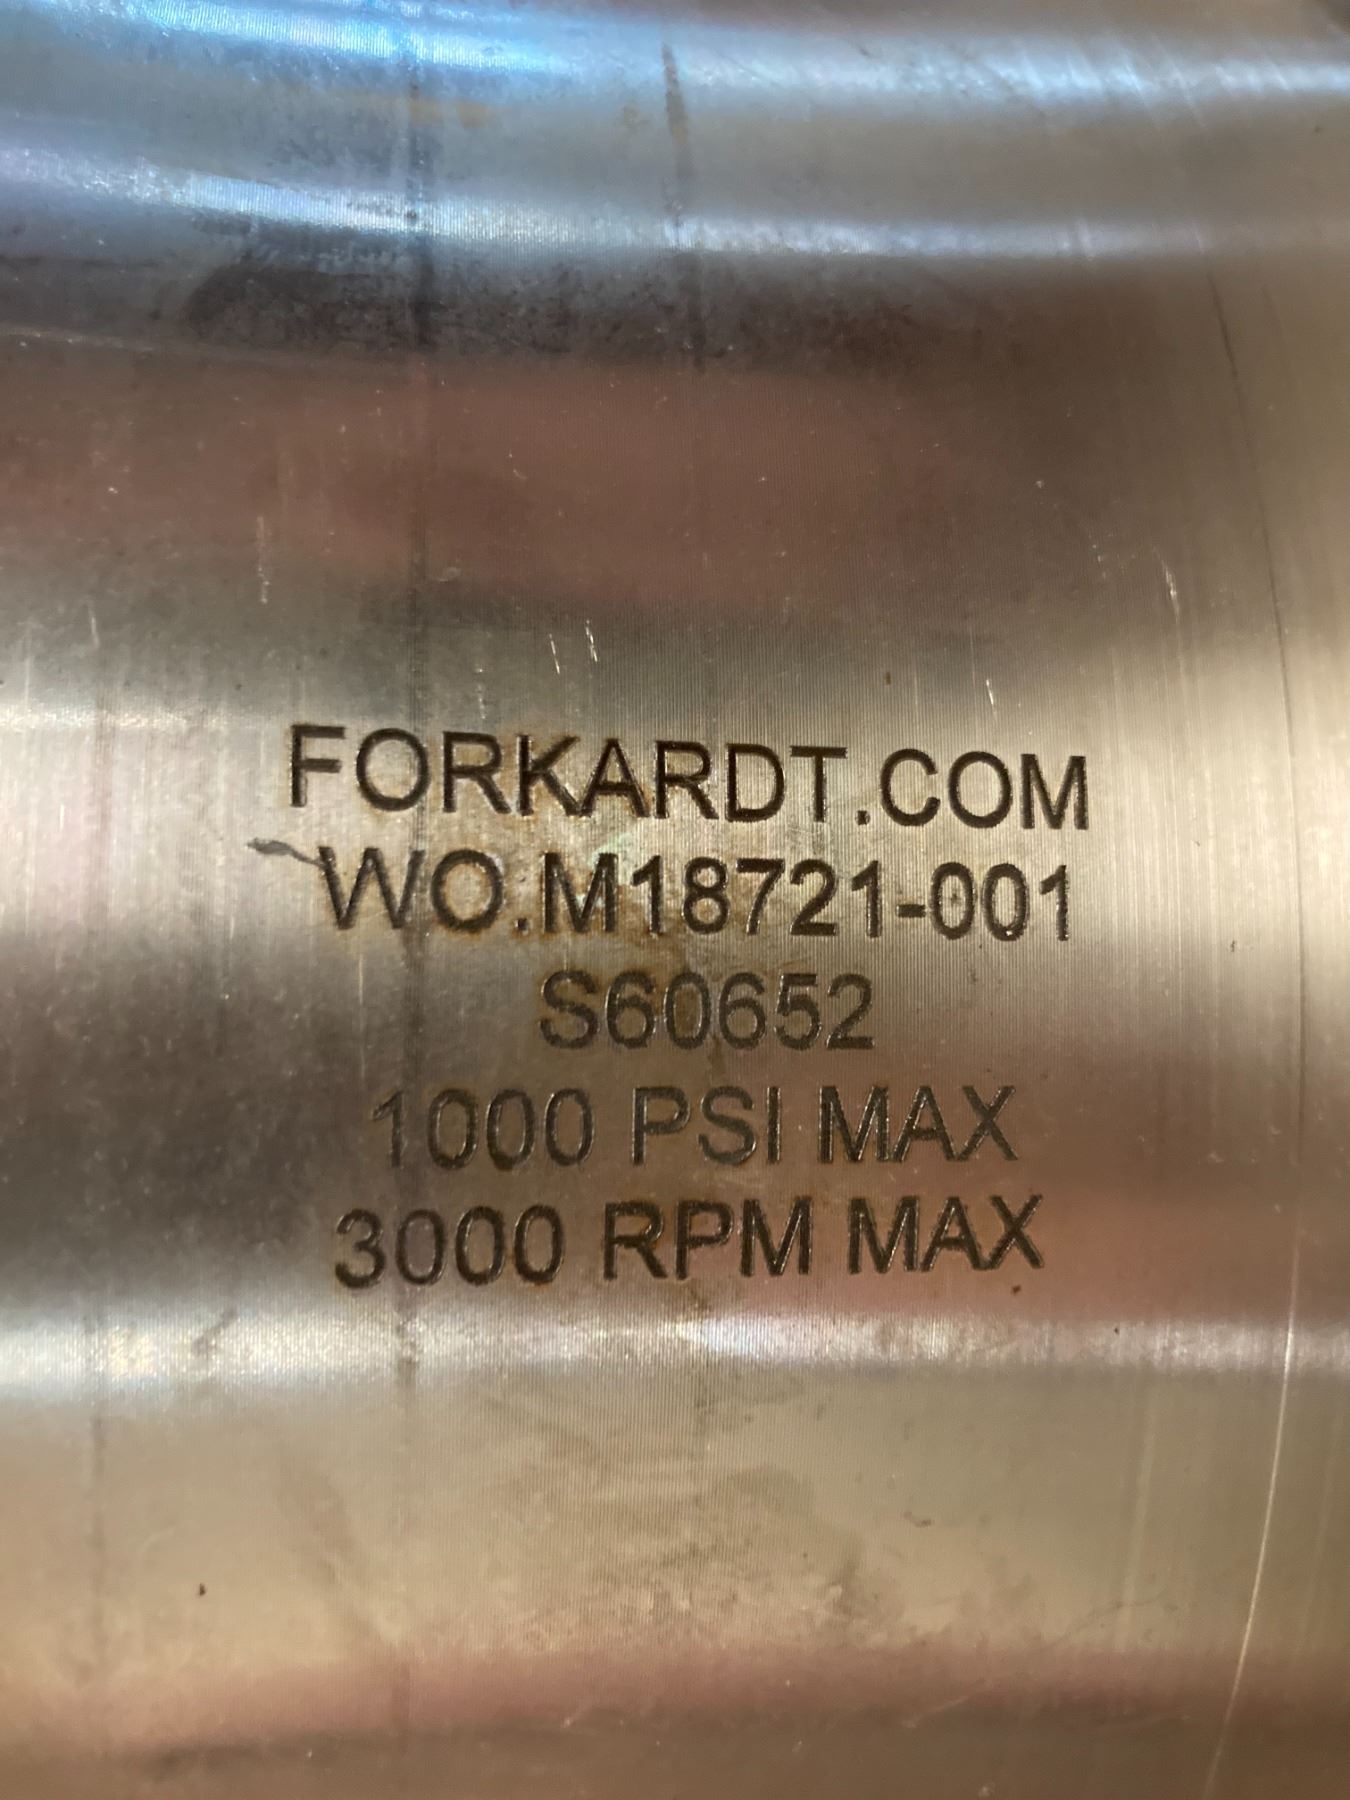 FORKARDT.COM
WO.M18721-001
S60652
1000 PSI MAX
3000 RPM MAX